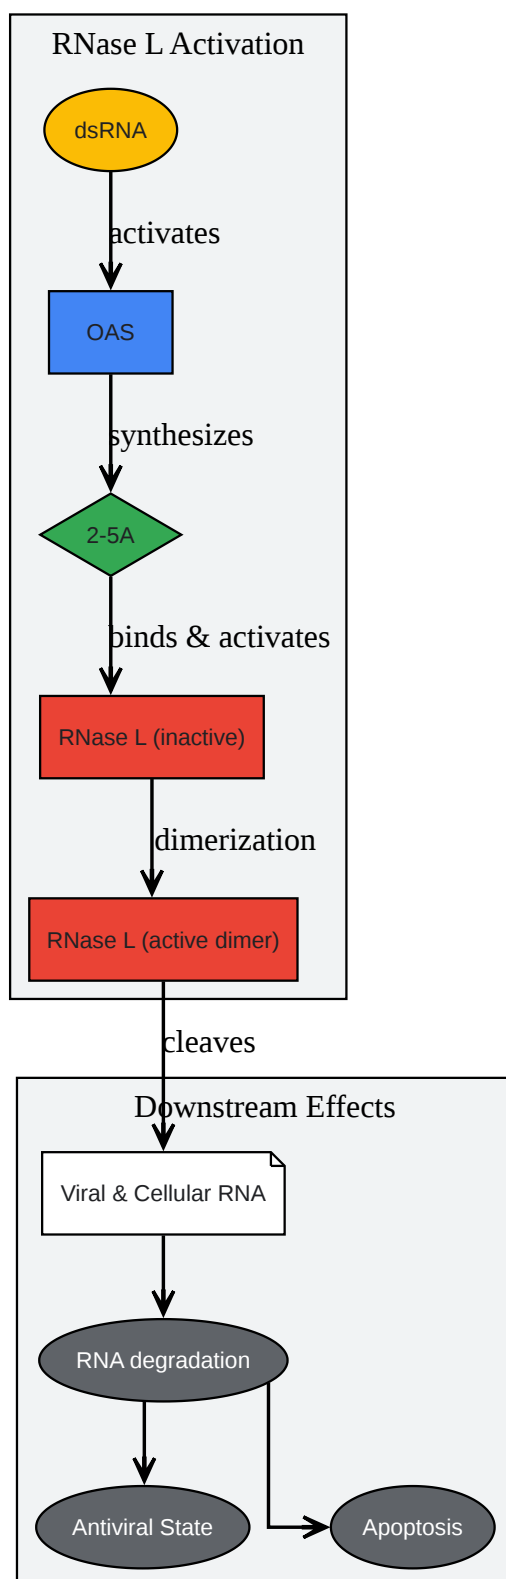 RNase L Activation
dsRNA
activates
OAS
synthesizes
2-5A
binds & activates
RNase L (inactive)
dimerization
RNase L (active dimer)
cleaves
Downstream Effects
Viral & Cellular RNA
RNA degradation
Antiviral State
Apoptosis